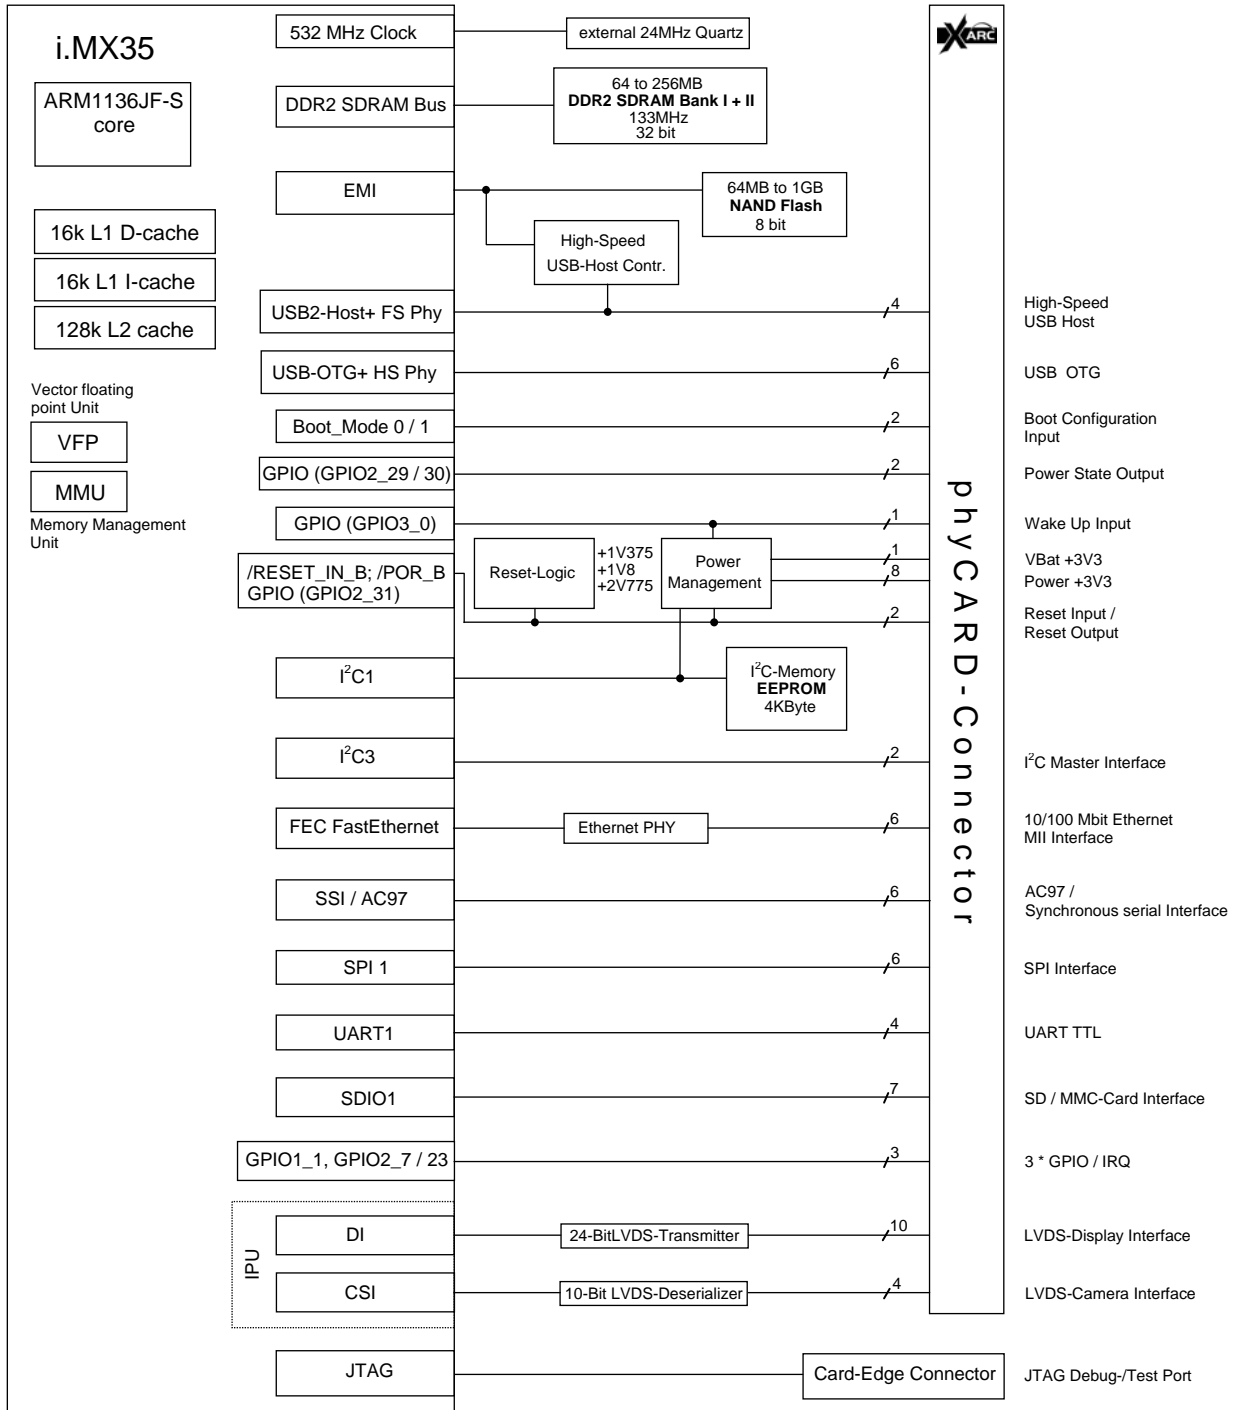 i.MX35
ARM1136JF-S
core
16k L1 D-cache
16k L1 I-cache
128k L2 cache
Vector floating
point Unit
VFP
MMU
Memory Management
Unit
532 MHz Clock
external 24MHz Quartz
DDR2 SDRAM Bus
64 to 256MB
DDR2 SDRAM Bank I + II
133MHz
32 bit
EMI
64MB to 1GB
NAND Flash
8 bit
High-Speed
USB-Host Contr.
USB2-Host+ FS Phy
4
High-Speed
USB Host
USB-OTG+ HS Phy
6
USB OTG
Boot_Mode 0 / 1
2
Boot Configuration
Input
GPIO (GPIO2_29 / 30)
2
Power State Output
GPIO (GPIO3_0)
1
Wake Up Input
/RESET_IN_B; /POR_B
GPIO (GPIO2_31)
Reset-Logic
+1V375
+1V8
+2V775
Power
Management
1
VBat +3V3
8
Power +3V3
2
Reset Input /
Reset Output
I²C1
I²C-Memory
EEPROM
4KByte
I²C3
2
I²C Master Interface
FEC FastEthernet
Ethernet PHY
6
10/100 Mbit Ethernet
MII Interface
SSI / AC97
6
AC97 /
Synchronous serial Interface
SPI 1
6
SPI Interface
UART1
4
UART TTL
SDIO1
7
SD / MMC-Card Interface
GPIO1_1, GPIO2_7 / 23
3
3 * GPIO / IRQ
IPU
DI
24-BitLVDS-Transmitter
10
LVDS-Display Interface
CSI
10-Bit LVDS-Deserializer
4
LVDS-Camera Interface
JTAG
Card-Edge Connector
JTAG Debug-/Test Port
XARC
phyCARD-Connector